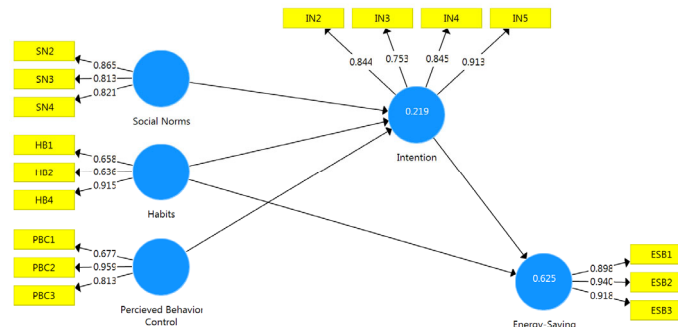 IN2 IN3 IN4 IN5
0.844 0.753 0.845 0.913
SN2
SN3
SN4
0.865
0.813
0.821
Social Norms
0.219
Intention
HB1
HB2
HB4
0.658
0.636
0.915
Habits
PBC1
PBC2
PBC3
0.677
0.959
0.813
Percieved Behavior
Control
0.625
Energy-Saving
0.898
0.940
0.918
ESB1
ESB2
ESB3